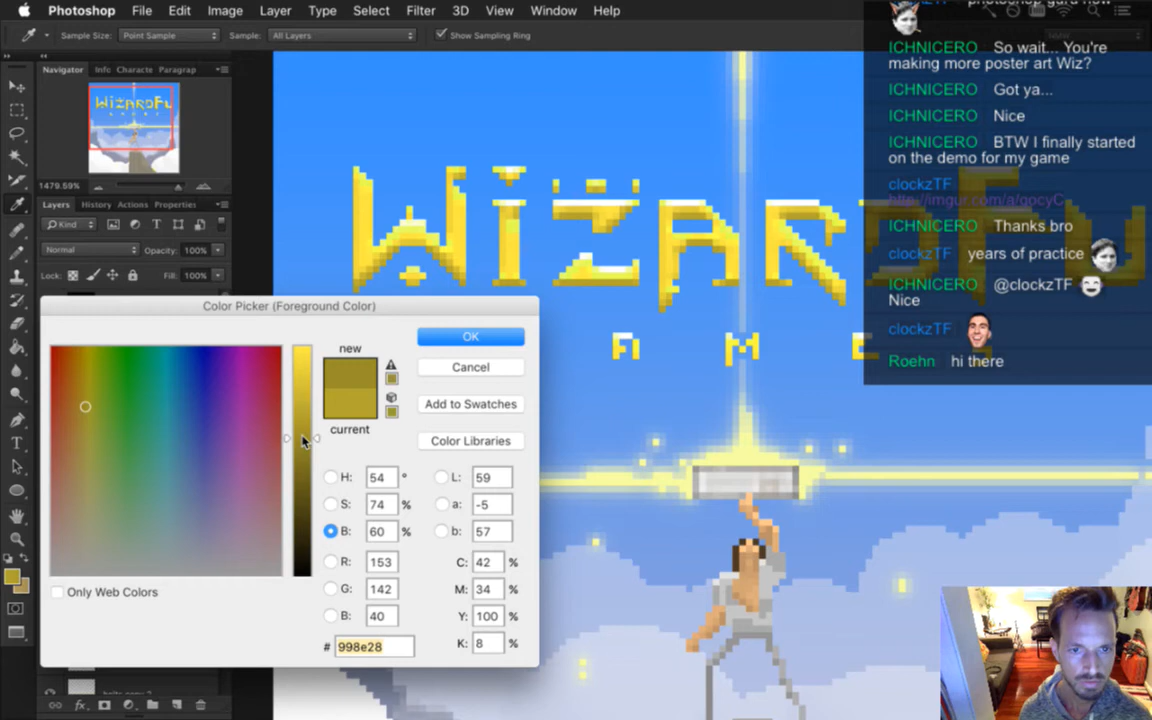 Photoshop File Edit Image Layer Type Select Filter 3D View Window Help
Sample Size: Point Sample Sample: All Layers Show Sampling Ring
Navigator Info Characte Paragrap
1479.59%
Layers History Actions Properties
Kind
Normal Opacity: 100%
Lock: Fill: 100%
Color Picker (Foreground Color)
new
current
OK
Cancel
Add to Swatches
Color Libraries
H: 54 °
S: 74 %
B: 60 %
R: 153
G: 142
B: 40
L: 59
a: -5
b: 57
C: 42 %
M: 34 %
Y: 100 %
K: 8 %
# 998e28
Only Web Colors
WizardFu
ICHNICERO So wait... You're
making more poster art Wiz?
ICHNICERO Got ya...
ICHNICERO Nice
ICHNICERO BTW I finally started
on the demo for my game
clockzTF
http://imgur.com/a/gocyC
ICHNICERO Thanks bro
clockzTF years of practice
ICHNICERO @clockzTF
Nice
clockzTF
Roehn hi there